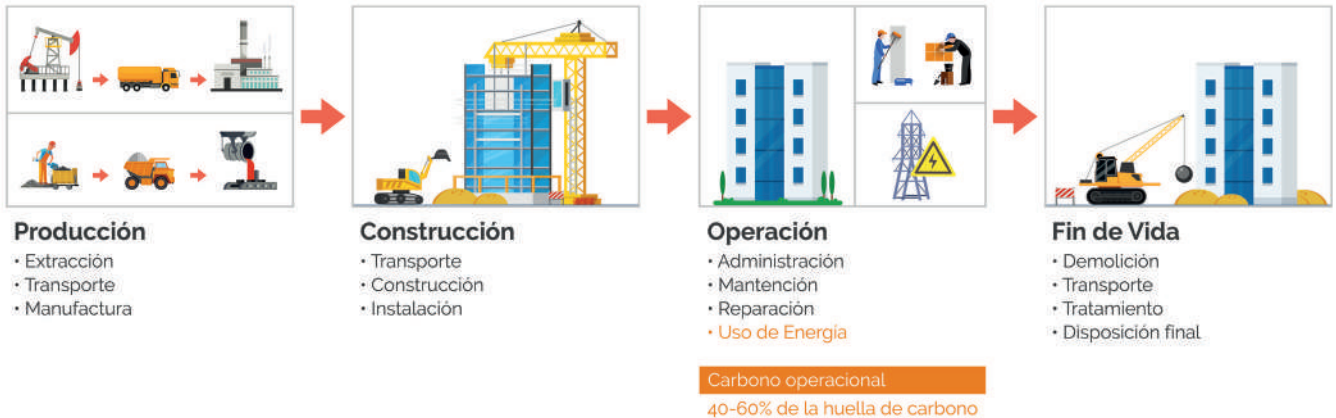 Producción
• Extracción
• Transporte
• Manufactura
Construcción
• Transporte
• Construcción
• Instalación
Operación
• Administración
• Mantención
• Reparación
• Uso de Energía
Carbono operacional
40-60% de la huella de carbono
Fin de Vida
• Demolición
• Transporte
• Tratamiento
• Disposición final